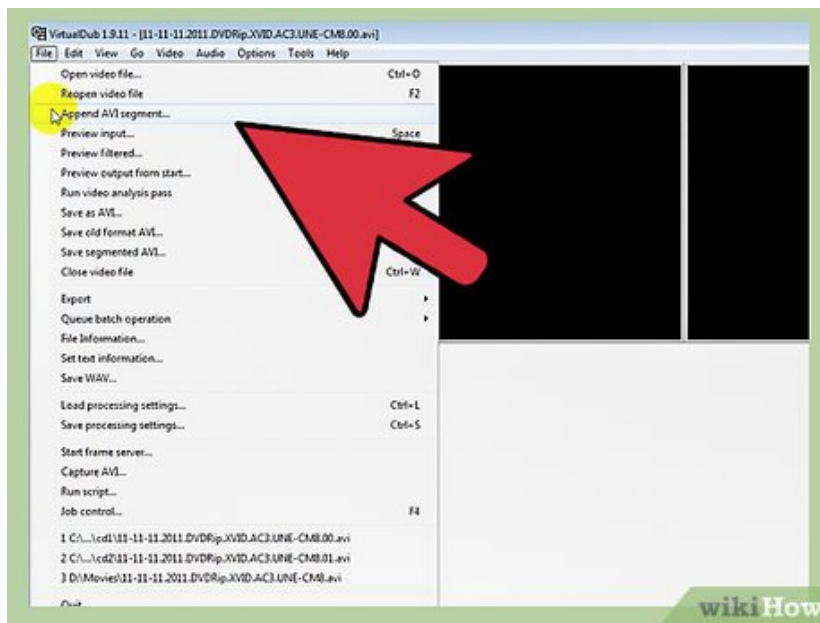 VirtualDub 1.9.11 - [11-11-11.2011.DVDRip.XVID.AC3.UNE-CM8.00.avi]
File Edit View Go Video Audio Options Tools Help
Open video file... Ctrl+O
Reopen video file F2
Append AVI segment...
Preview input... Space
Preview filtered...
Preview output from start...
Run video analysis pass
Save as AVI...
Save old format AVI...
Save segmented AVI...
Close video file Ctrl+W
Export
Queue batch operation
File Information...
Set text information...
Save WAV...
Load processing settings... Ctrl+L
Save processing settings... Ctrl+S
Start frame server...
Capture AVI...
Run script...
Job control... F4
1 C:\...\cd1\11-11-11.2011.DVDRip.XVID.AC3.UNE-CM8.00.avi
2 C:\...\cd2\11-11-11.2011.DVDRip.XVID.AC3.UNE-CM8.01.avi
3 D:\Movies\11-11-11.2011.DVDRip.XVID.AC3.UNE-CM8.avi
Quit
wikiHow